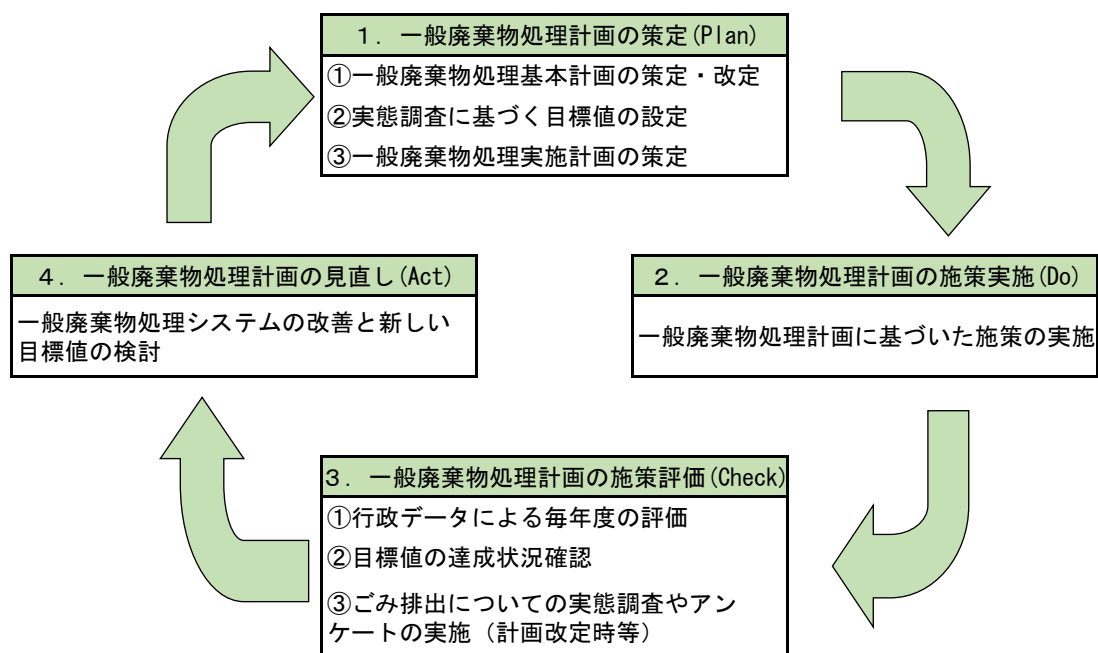 １．一般廃棄物処理計画の策定(Plan)
①一般廃棄物処理基本計画の策定・改定
②実態調査に基づく目標値の設定
③一般廃棄物処理実施計画の策定
２．一般廃棄物処理計画の施策実施(Do)
一般廃棄物処理計画に基づいた施策の実施
３．一般廃棄物処理計画の施策評価(Check)
①行政データによる毎年度の評価
②目標値の達成状況確認
③ごみ排出についての実態調査やアン
ケートの実施（計画改定時等）
４．一般廃棄物処理計画の見直し(Act)
一般廃棄物処理システムの改善と新しい
目標値の検討